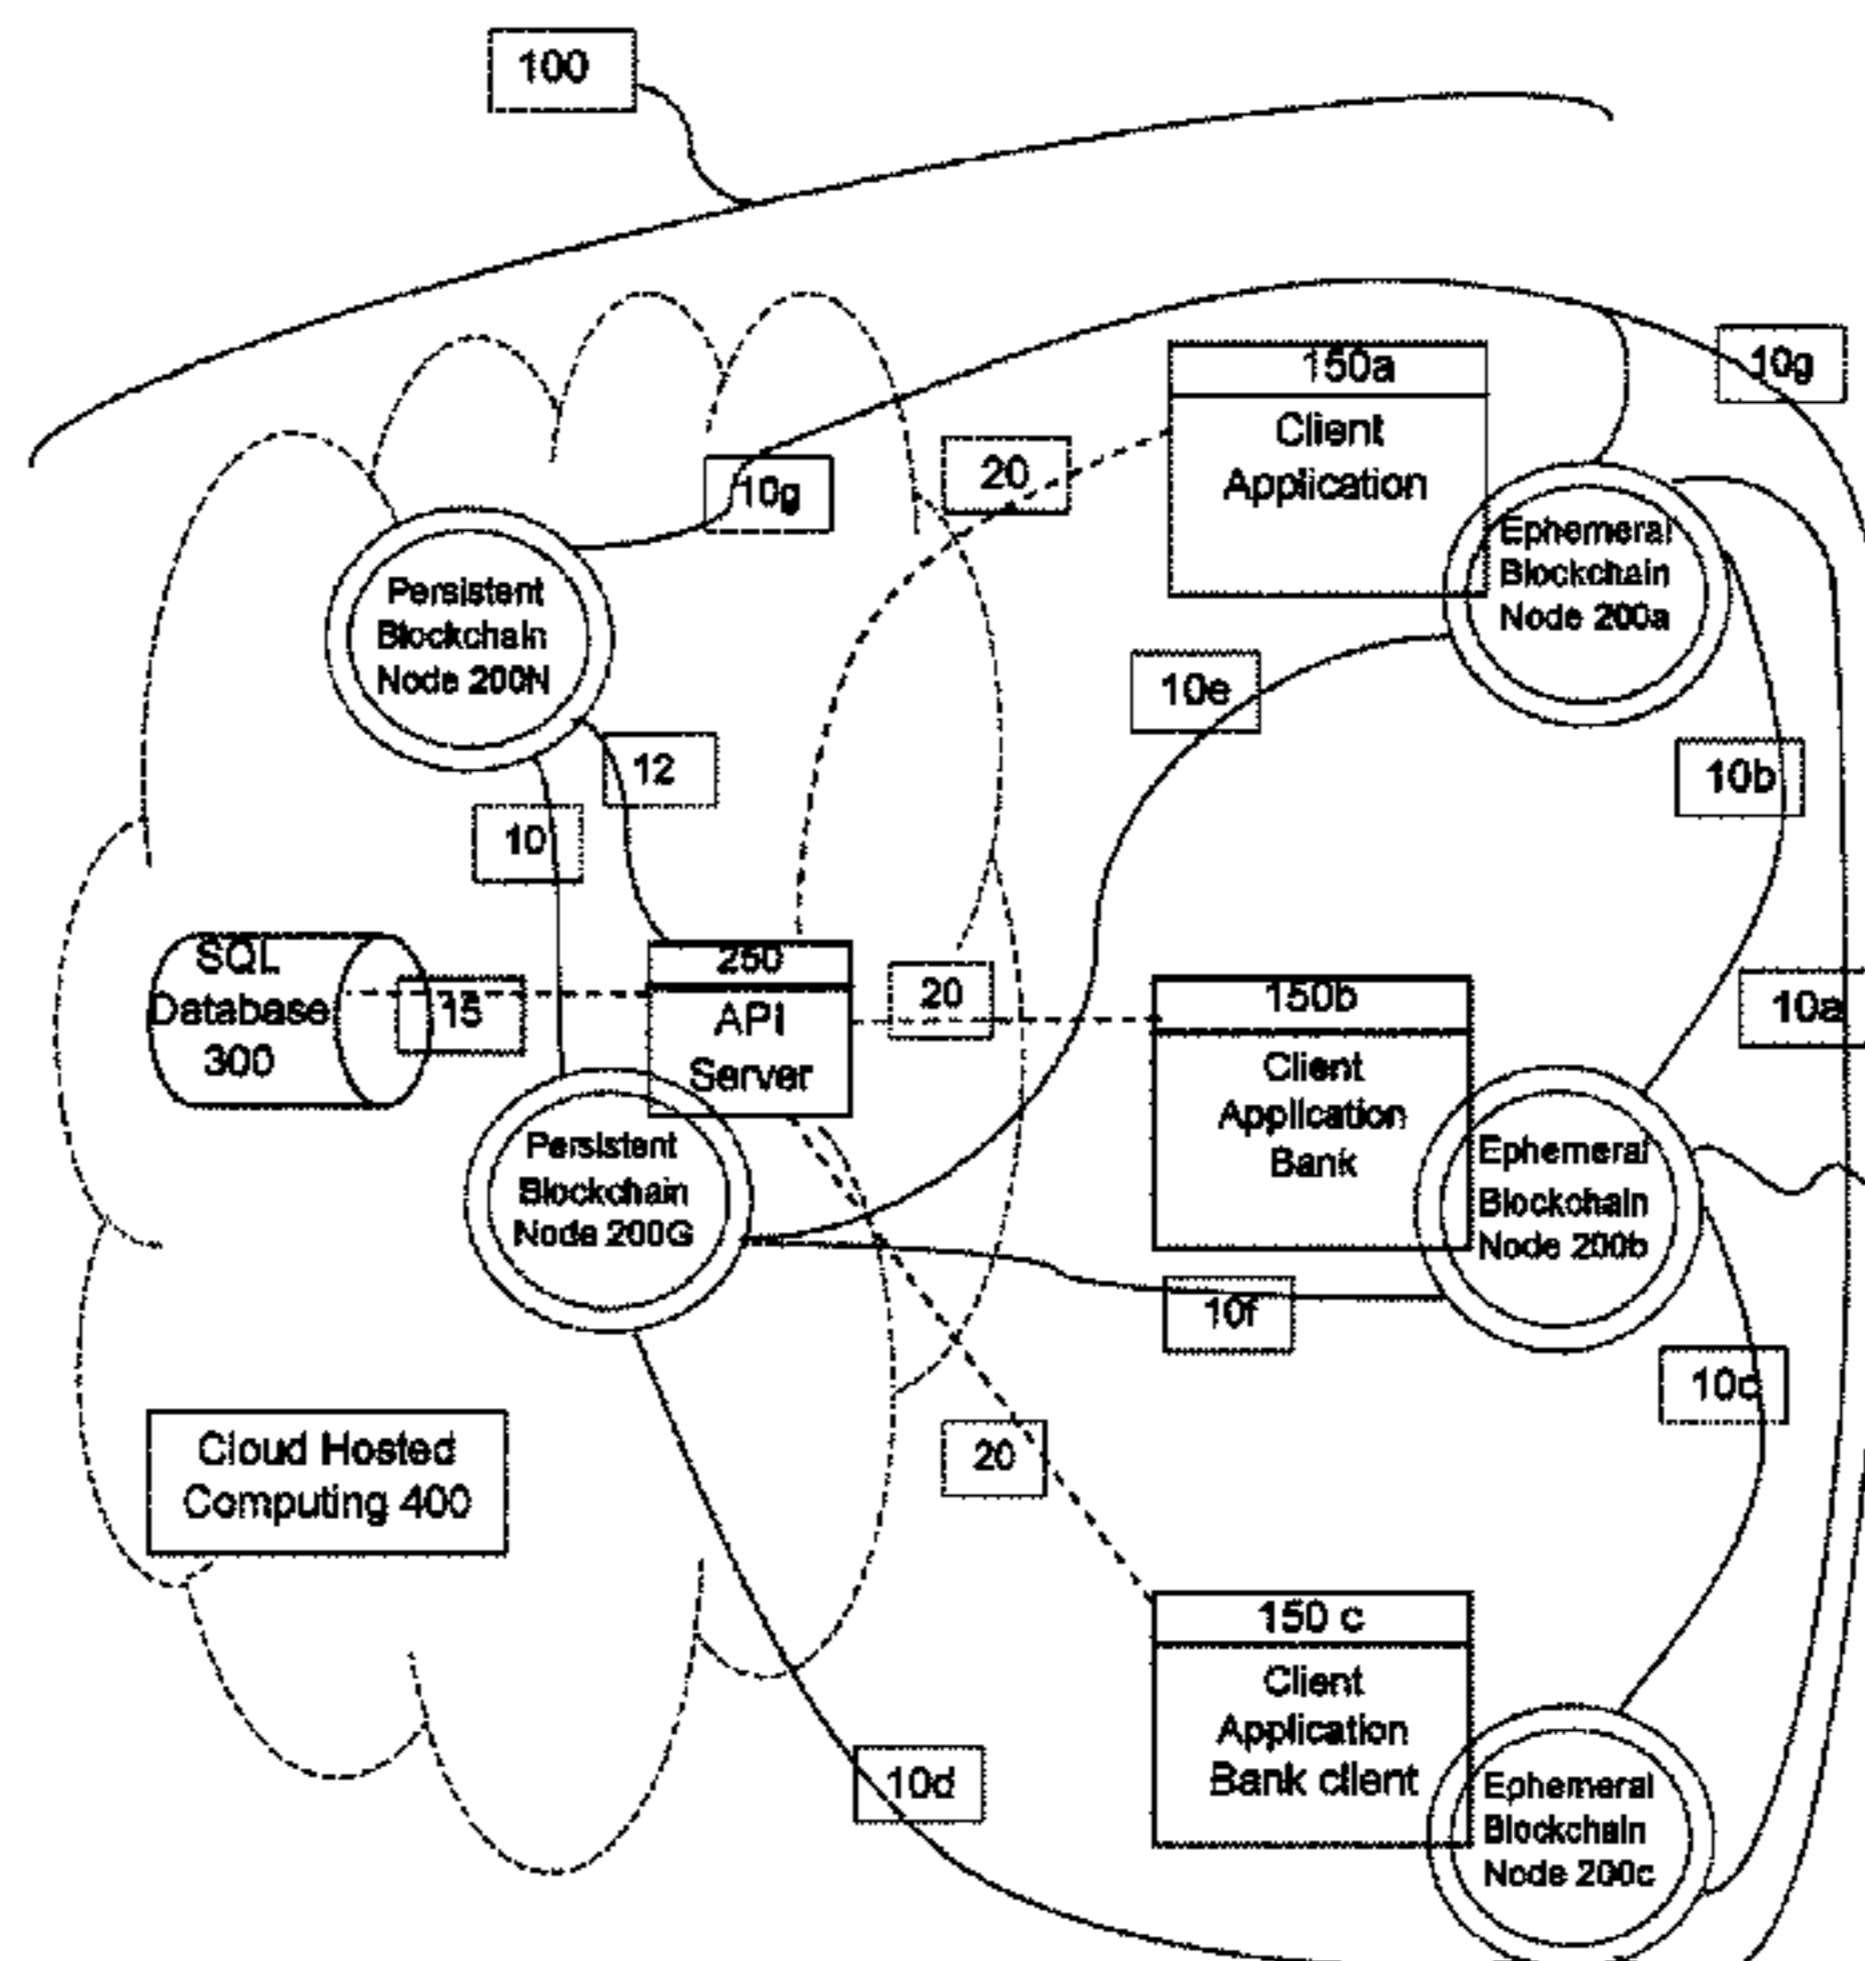 100
150a
Client
Application
10g
20
10g
Ephemeral
Blockchain
Node 200a
Persistent
Blockchain
Node 200N
10e
12
10b
10
SQL
Database
300
15
250
API
Server
20
150b
Client
Application
Bank
10a
Persistent
Blockchain
Node 200G
Ephemeral
Blockchain
Node 200b
10f
10c
Cloud Hosted
Computing 400
20
150 c
Client
Application
Bank client
10d
Ephemeral
Blockchain
Node 200c